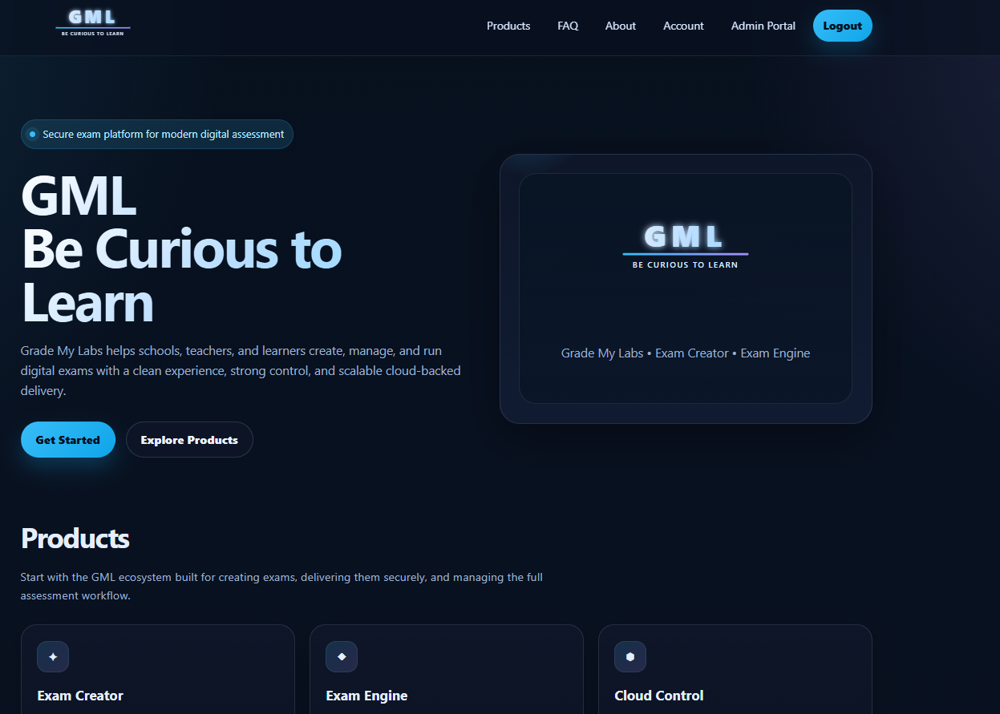 GML
BE CURIOUS TO LEARN
Products
FAQ
About
Account
Admin Portal
Logout
Secure exam platform for modern digital assessment
GML
Be Curious to
Learn
Grade My Labs helps schools, teachers, and learners create, manage, and run
digital exams with a clean experience, strong control, and scalable cloud-backed
delivery.
Get Started
Explore Products
GML
BE CURIOUS TO LEARN
Grade My Labs • Exam Creator • Exam Engine
Products
Start with the GML ecosystem built for creating exams, delivering them securely, and managing the full
assessment workflow.
Exam Creator
Exam Engine
Cloud Control